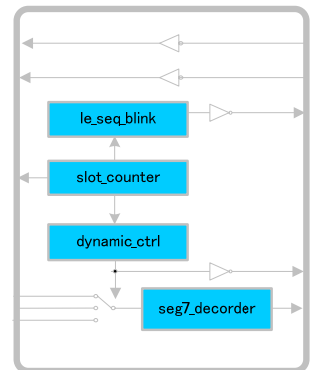 le_seq_blink
slot_counter
dynamic_ctrl
seg7_decorder